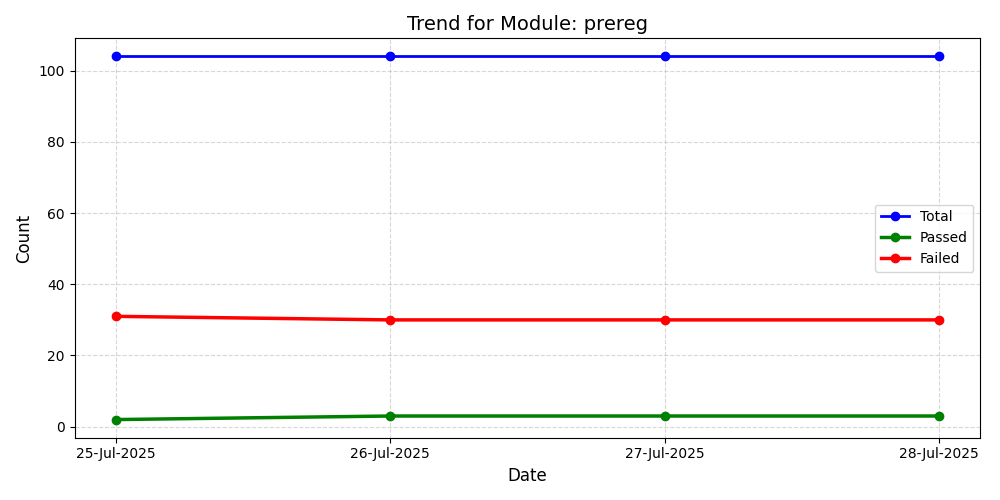 Trend for Module: prereg
Count
100
80
60
40
20
0
Total
Passed
Failed
25-Jul-2025
26-Jul-2025
27-Jul-2025
28-Jul-2025
Date